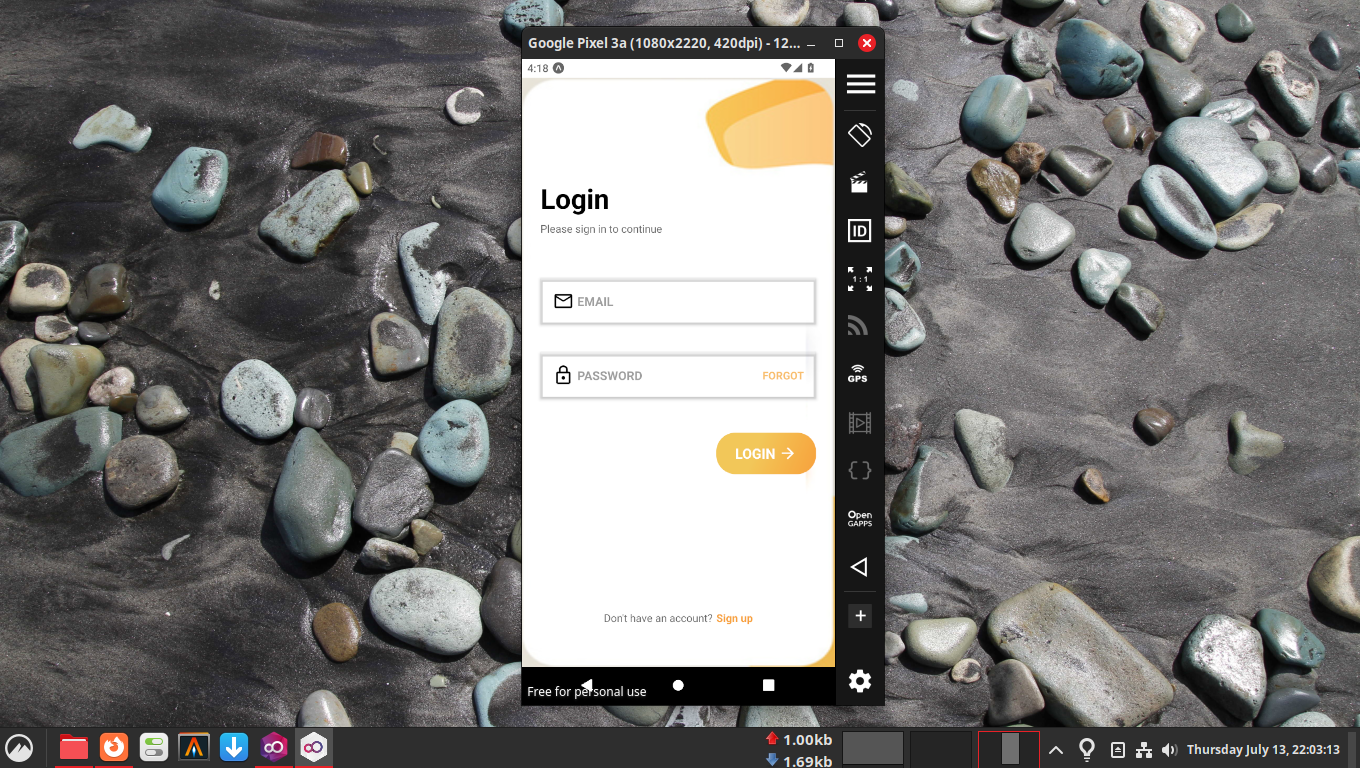 Google Pixel 3a (1080x2220, 420dpi) - 12...
4:18
Login
Please sign in to continue
EMAIL
PASSWORD
FORGOT
LOGIN
Don't have an account? Sign up
Free for personal use
ID
1:1
GPS
Open
GAPPS
1.00kb
1.69kb
Thursday July 13, 22:03:13